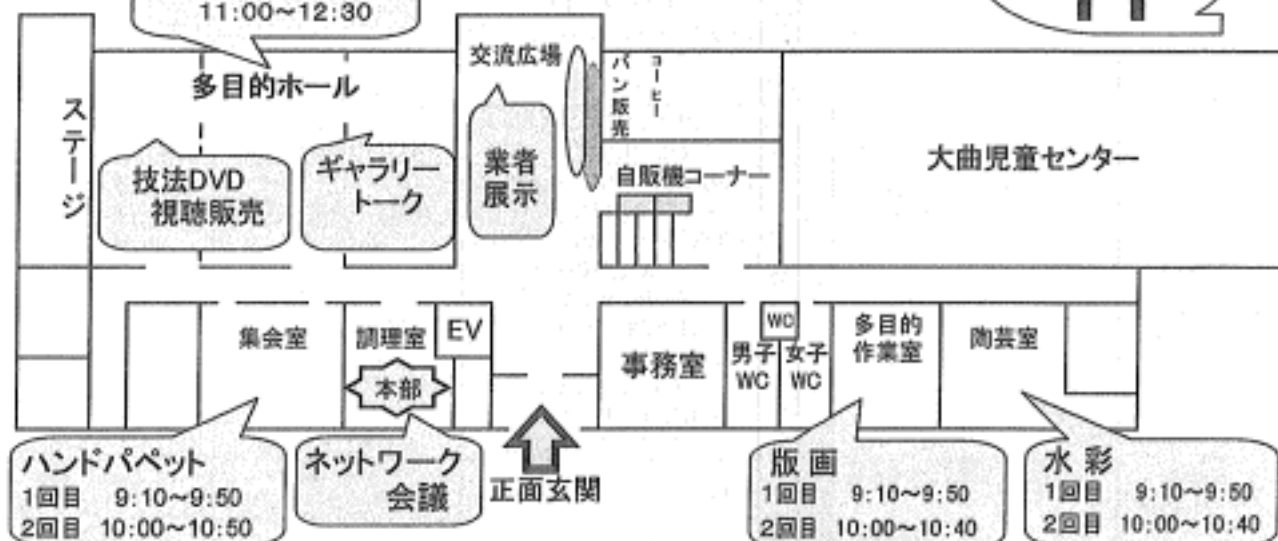 11:00～12:30
多目的ホール
ステージ
技法DVD
視聴販売
ギャラリー
トーク
交流広場
業者
展示
パン販売
コーヒー
自販機コーナー
大曲児童センター
集会室
調理室
EV
本部
事務室
男子
WC
WC
女子
WC
多目的
作業室
陶芸室
ハンドパペット
1回目 9:10～9:50
2回目 10:00～10:50
ネットワーク
会議
正面玄関
版画
1回目 9:10～9:50
2回目 10:00～10:40
水彩
1回目 9:10～9:50
2回目 10:00～10:40